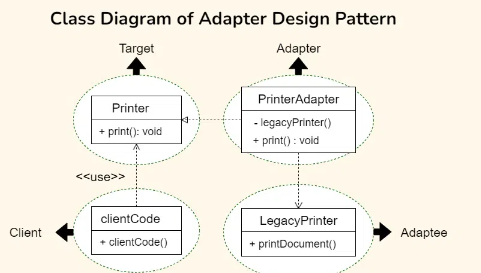 Class Diagram of Adapter Design Pattern
Target
Adapter
Printer
+ print(): void
PrinterAdapter
- legacyPrinter()
+ print() : void
<<use>>
clientCode
+ clientCode()
LegacyPrinter
+ printDocument()
Client
Adaptee